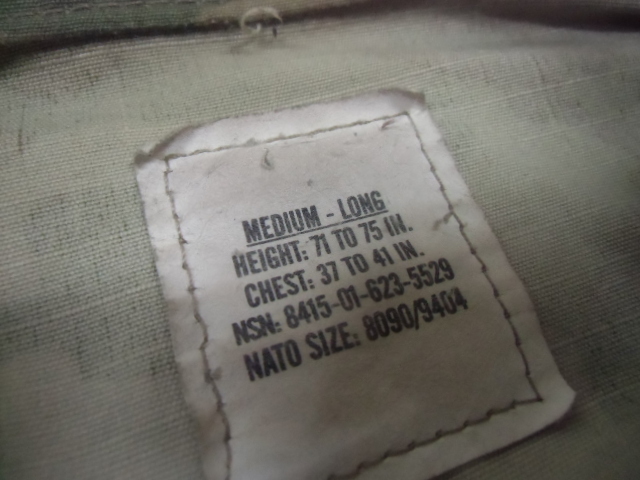 MEDIUM - LONG
HEIGHT: 71 TO 75 IN.
CHEST: 37 TO 41 IN.
NSN: 8415-01-623-5529
NATO SIZE: 8090/9404